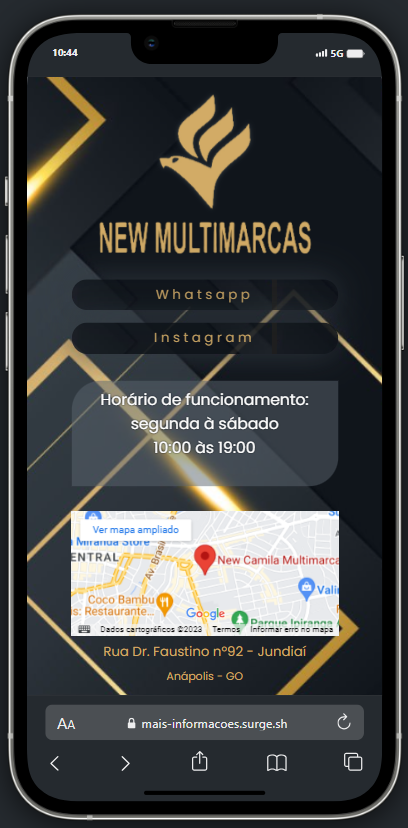 10:44
5G
NEW MULTIMARCAS
Whatsapp
Instagram
Horário de funcionamento:
segunda à sábado
10:00 às 19:00
Ver mapa ampliado
Miranda Store
ENTRAL
Av. Brasil
New Camila Multimarca
Valir
Coco Bambu
s: Restaurante...
Google
Parque Ipiranga
Dados cartográficos ©2023 Termos Informar erro no mapa
Rua Dr. Faustino nº92 - Jundiaí
Anápolis - GO
AA mais-informacoes.surge.sh